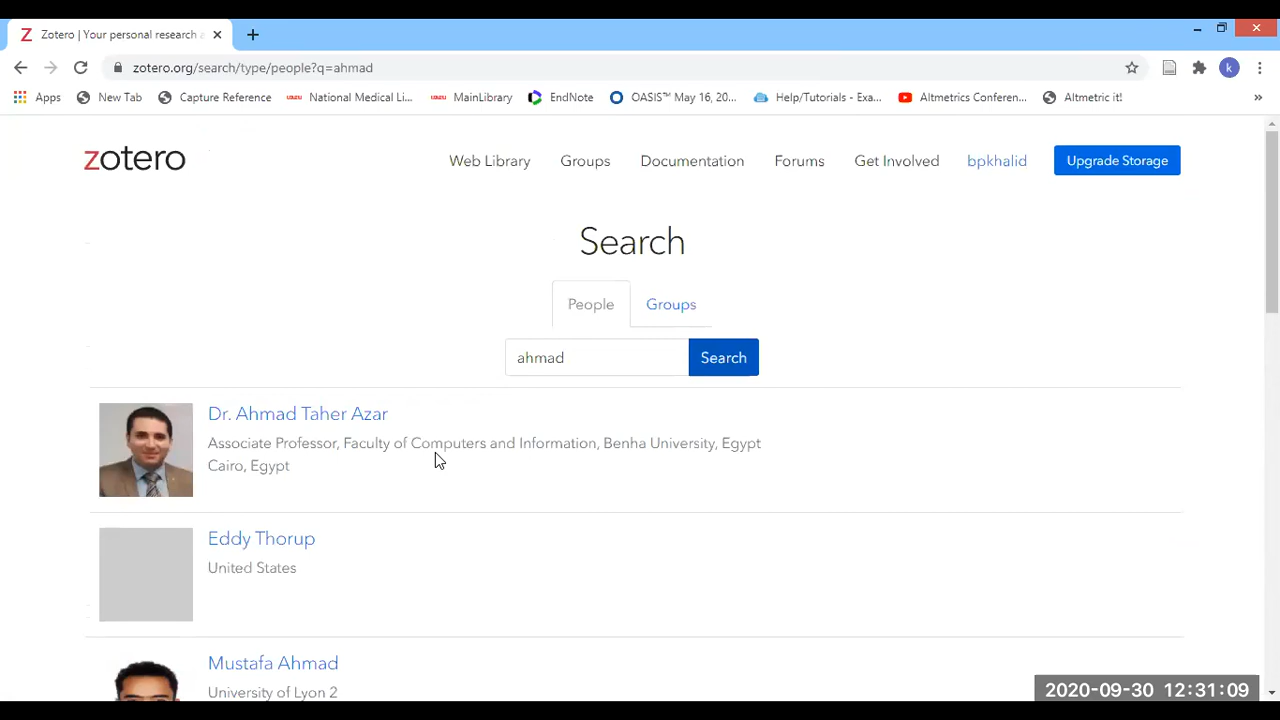 Zotero | Your personal research a
zotero.org/search/type/people?q=ahmad
k
Apps New Tab Capture Reference National Medical Li... MainLibrary EndNote OASIS™ May 16, 20... Help/Tutorials - Exa... Altmetrics Conferen... Altmetric it! »
zotero Web Library Groups Documentation Forums Get Involved bpkhalid Upgrade Storage
Search
People Groups
ahmad Search
Dr. Ahmad Taher Azar
Associate Professor, Faculty of Computers and Information, Benha University, Egypt
Cairo, Egypt
Eddy Thorup
United States
Mustafa Ahmad
University of Lyon 2
2020-09-30 12:31:09